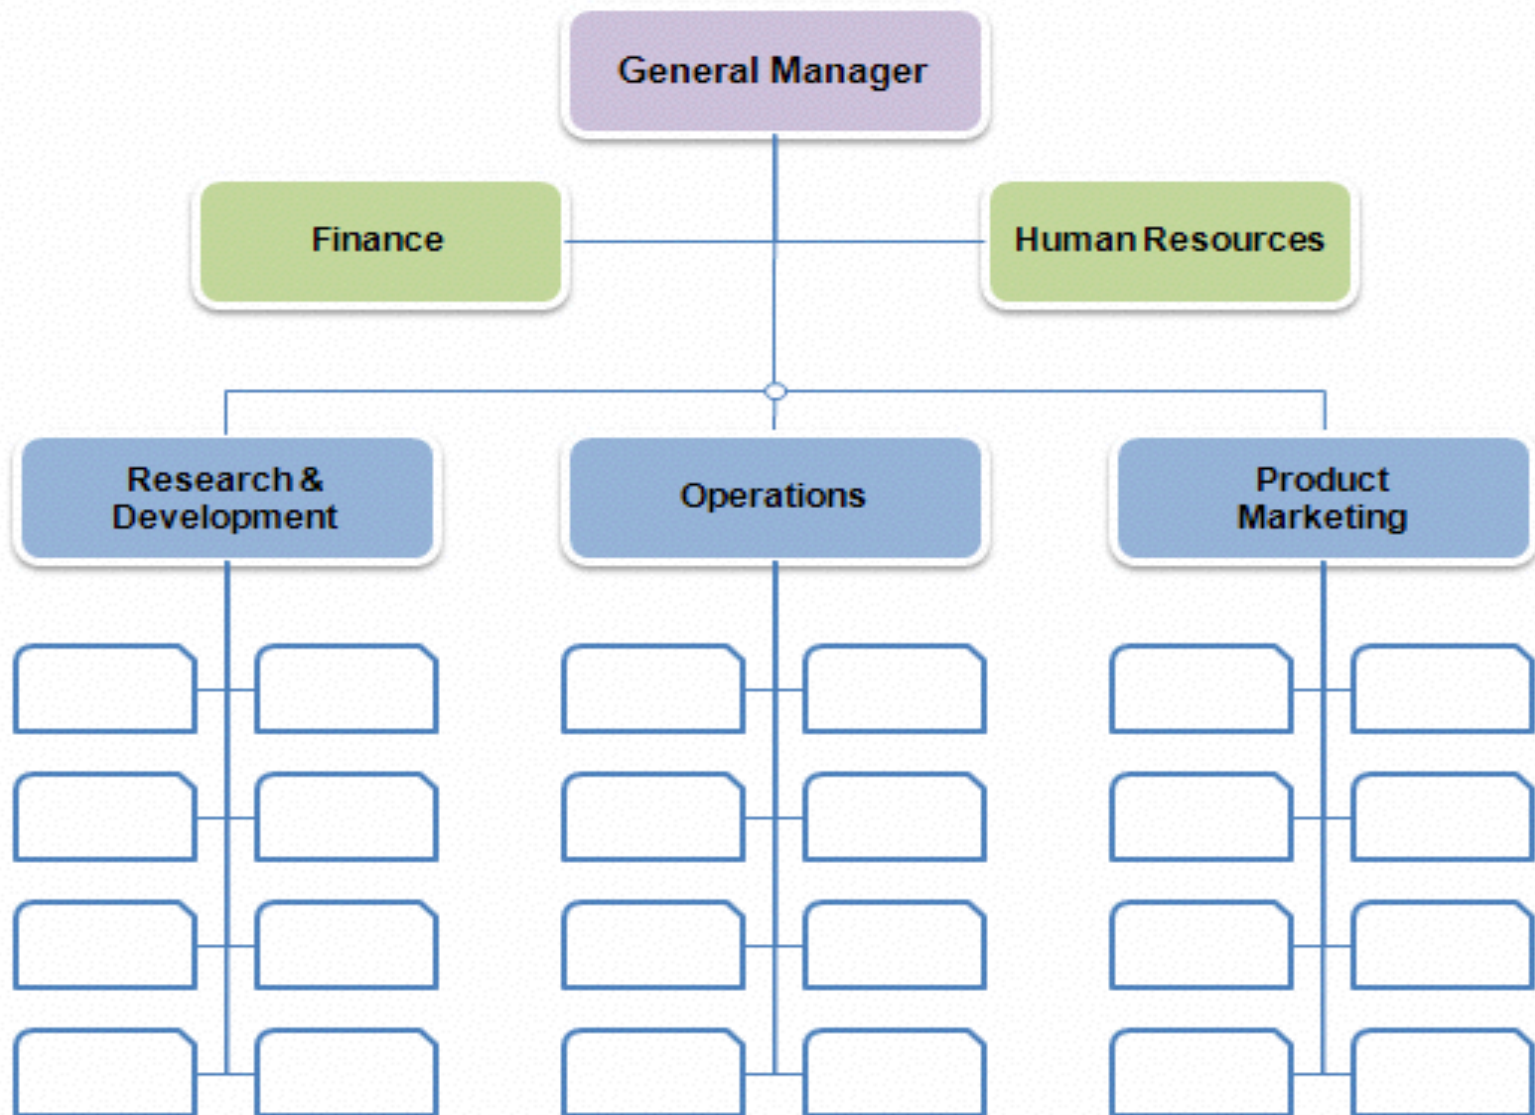 General Manager
Finance
Human Resources
Research &
Development
Operations
Product
Marketing